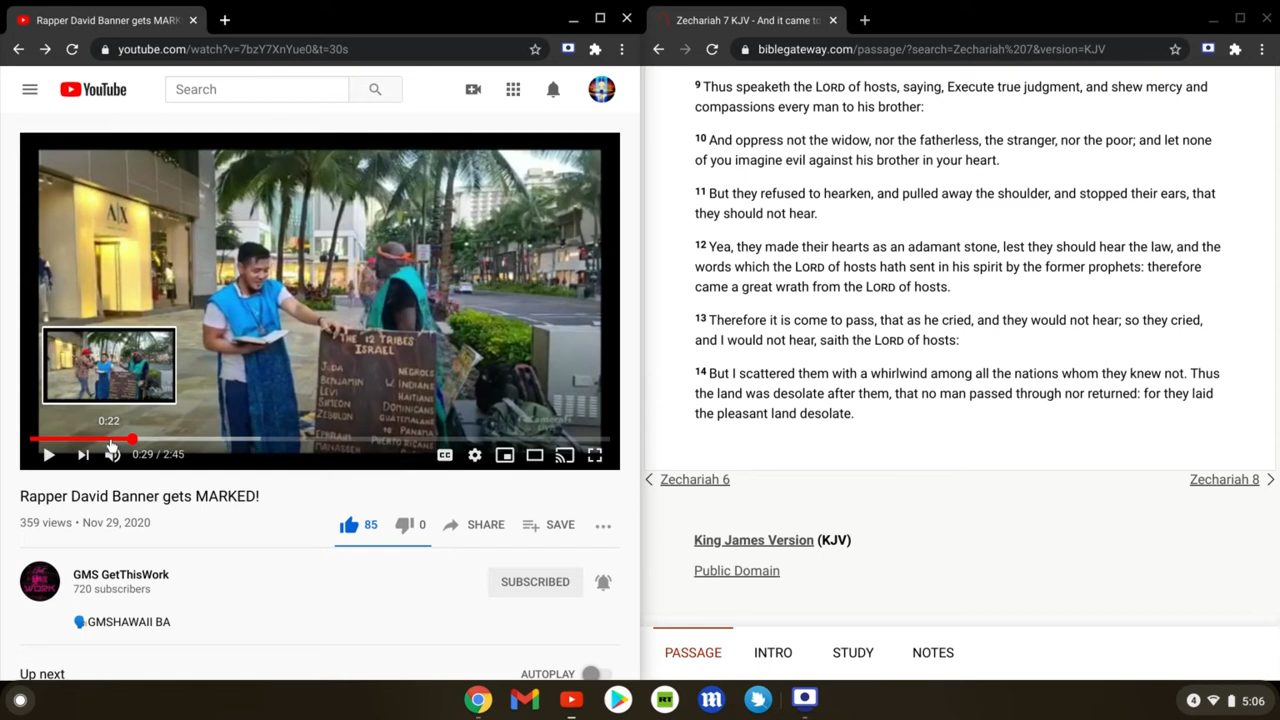 Rapper David Banner gets MARK
youtube.com/watch?v=7bzY7XnYue0&t=30s
YouTube
Search
A|X
THE 12 TRIBES
ISRAEL
JUDA NEGROES
BENJAMIN W. INDIANS
LEVI HAITIANS
SIMEON DOMINICANS
ZEBULON GUATEMALA
TO PANAMA
EPHRAIM PUERTO RICANS
MANASSEH
0:22
0:29 / 2:45
CC
Rapper David Banner gets MARKED!
359 views • Nov 29, 2020
85 0 SHARE SAVE
GMS GetThisWork
720 subscribers
SUBSCRIBED
🗣GMSHAWAII BA
Up next
AUTOPLAY
Zechariah 7 KJV - And it came to
biblegateway.com/passage/?search=Zechariah%207&version=KJV
9 Thus speaketh the LORD of hosts, saying, Execute true judgment, and shew mercy and
compassions every man to his brother:
10 And oppress not the widow, nor the fatherless, the stranger, nor the poor; and let none
of you imagine evil against his brother in your heart.
11 But they refused to hearken, and pulled away the shoulder, and stopped their ears, that
they should not hear.
12 Yea, they made their hearts as an adamant stone, lest they should hear the law, and the
words which the LORD of hosts hath sent in his spirit by the former prophets: therefore
came a great wrath from the LORD of hosts.
13 Therefore it is come to pass, that as he cried, and they would not hear; so they cried,
and I would not hear, saith the LORD of hosts:
14 But I scattered them with a whirlwind among all the nations whom they knew not. Thus
the land was desolate after them, that no man passed through nor returned: for they laid
the pleasant land desolate.
Zechariah 6 Zechariah 8
King James Version (KJV)
Public Domain
PASSAGE INTRO STUDY NOTES
RT
4 5:06